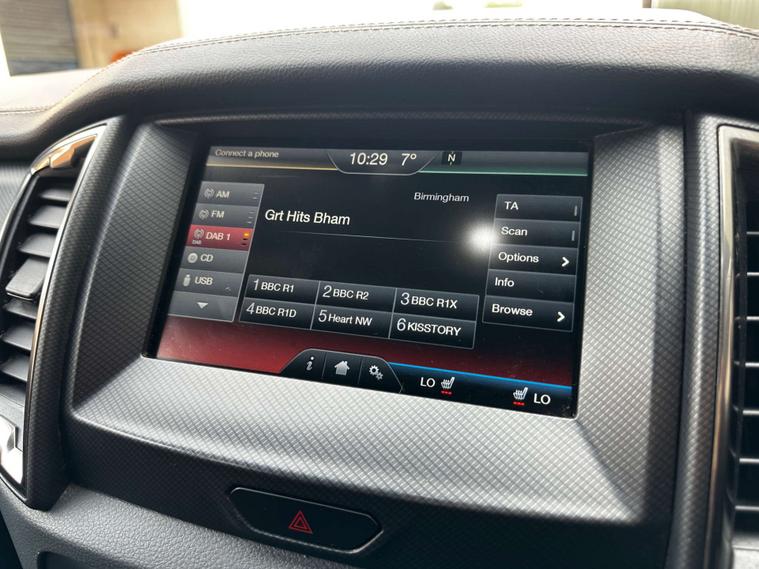 Connect a phone
10:29 7°
N
AM
FM
DAB 1
DAB
CD
USB
Birmingham
Grt Hits Bham
1 BBC R1
2 BBC R2
3 BBC R1X
4 BBC R1D
5 Heart NW
6 KISSTORY
TA
Scan
Options
Info
Browse
i
LO
LO